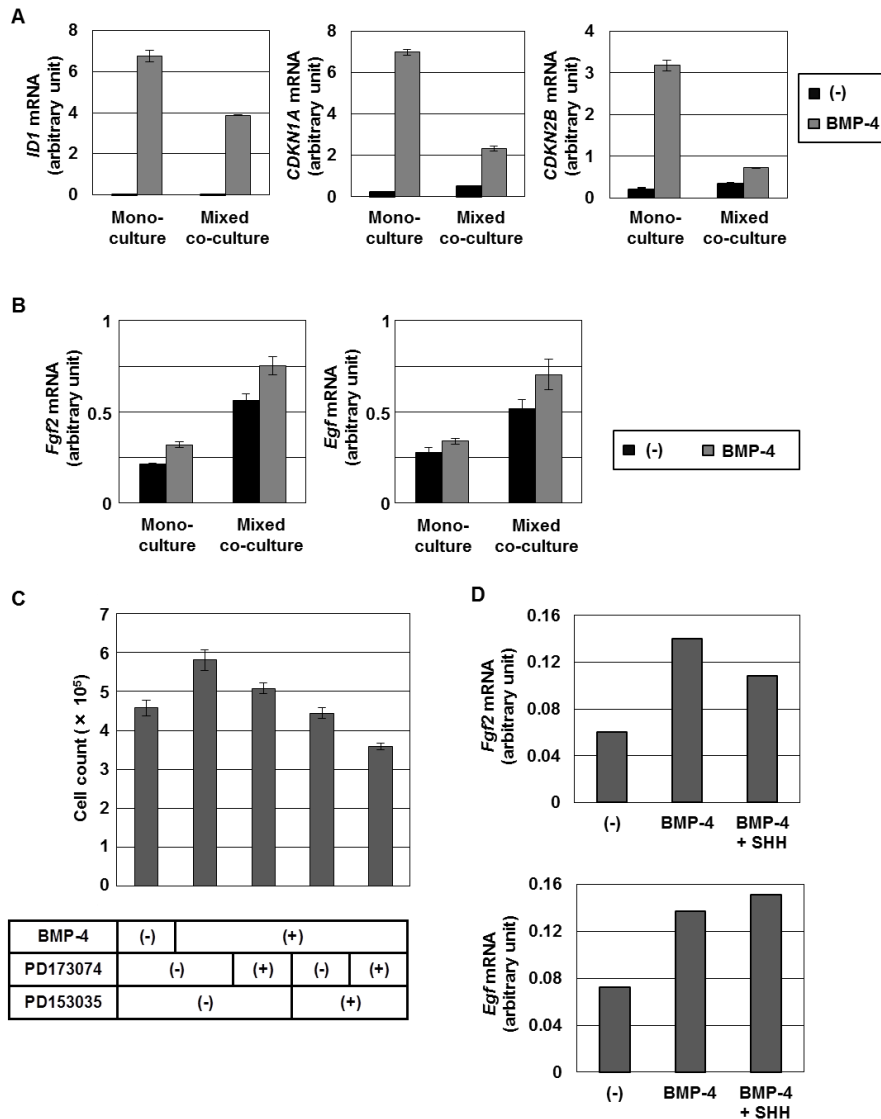 A
ID1 mRNA
(arbitrary unit)
8
6
4
2
0
Mono-
culture
Mixed
co-culture
CDKN1A mRNA
(arbitrary unit)
8
6
4
2
0
Mono-
culture
Mixed
co-culture
CDKN2B mRNA
(arbitrary unit)
4
3
2
1
0
Mono-
culture
Mixed
co-culture
(-)
BMP-4
B
Fgf2 mRNA
(arbitrary unit)
1
0.5
0
Mono-
culture
Mixed
co-culture
Egf mRNA
(arbitrary unit)
1
0.5
0
Mono-
culture
Mixed
co-culture
(-) BMP-4
C
Cell count (× 10⁵)
7
6
5
4
3
2
1
0
BMP-4 (-) (+)
PD173074 (-) (+) (-) (+)
PD153035 (-) (+)
D
Fgf2 mRNA
(arbitrary unit)
0.16
0.12
0.08
0.04
0
(-) BMP-4 BMP-4
+ SHH
Egf mRNA
(arbitrary unit)
0.16
0.12
0.08
0.04
0
(-) BMP-4 BMP-4
+ SHH